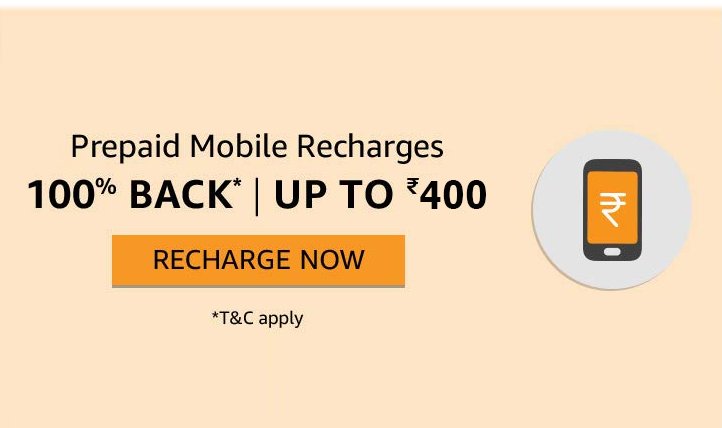 Prepaid Mobile Recharges
100% BACK* | UP TO ₹400
RECHARGE NOW
*T&C apply
₹